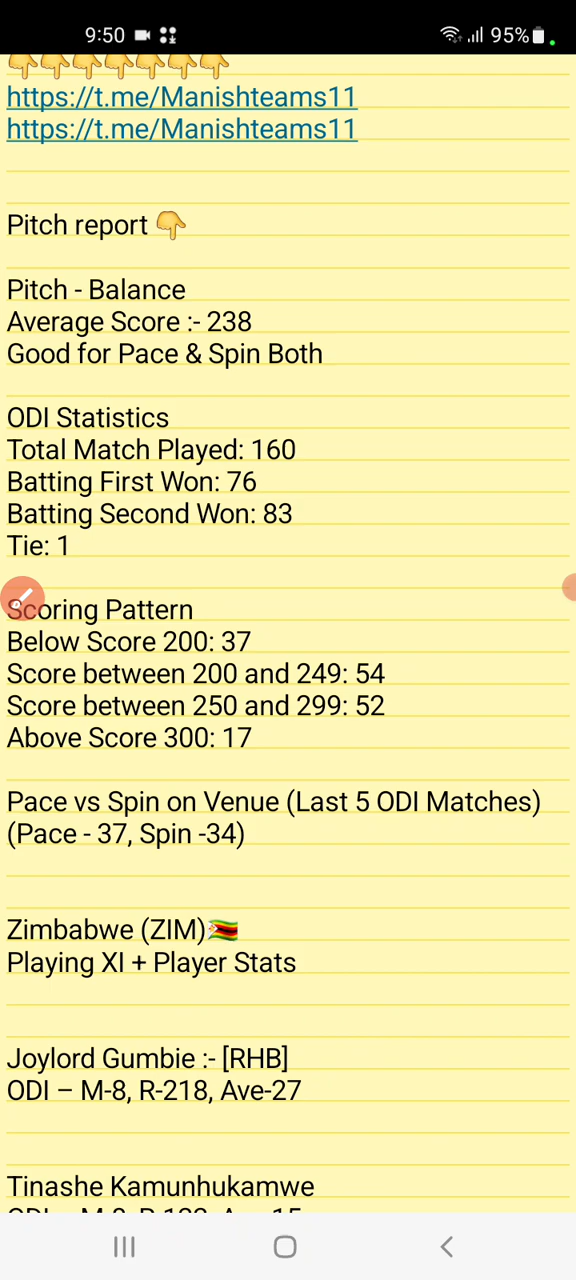 9:50 95%
👇👇👇👇👇👇👇
https://t.me/Manishteams11
https://t.me/Manishteams11
Pitch report 👇
Pitch - Balance
Average Score :- 238
Good for Pace & Spin Both
ODI Statistics
Total Match Played: 160
Batting First Won: 76
Batting Second Won: 83
Tie: 1
Scoring Pattern
Below Score 200: 37
Score between 200 and 249: 54
Score between 250 and 299: 52
Above Score 300: 17
Pace vs Spin on Venue (Last 5 ODI Matches)
(Pace - 37, Spin -34)
Zimbabwe (ZIM)🇿🇼
Playing XI + Player Stats
Joylord Gumbie :- [RHB]
ODI – M-8, R-218, Ave-27
Tinashe Kamunhukamwe